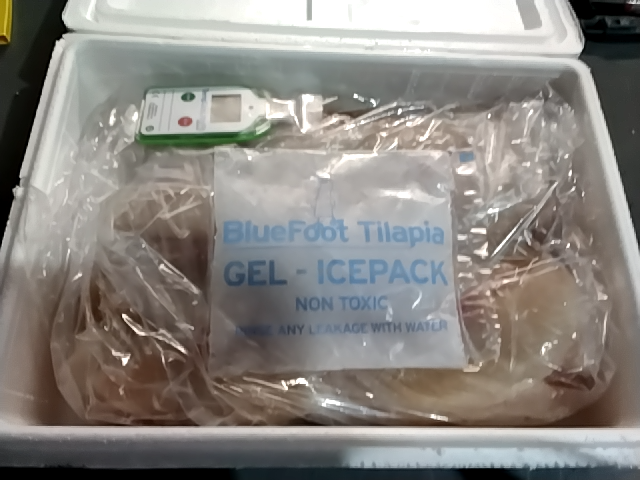 BlueFoot Tilapia
GEL - ICEPACK
NON TOXIC
ANY LEAKAGE WITH WATER